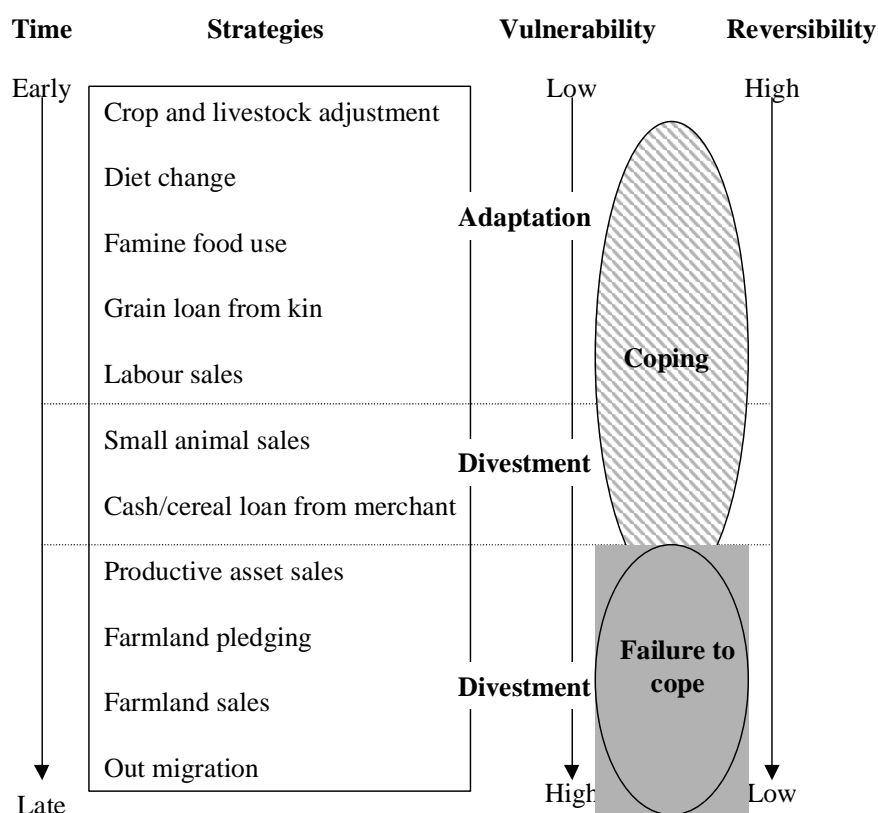 Time Strategies Vulnerability Reversibility
Early Low High
Crop and livestock adjustment
Diet change
Adaptation
Famine food use
Grain loan from kin
Coping
Labour sales
Small animal sales
Divestment
Cash/cereal loan from merchant
Productive asset sales
Farmland pledging
Failure to
cope
Divestment
Farmland sales
Out migration
Late High Low